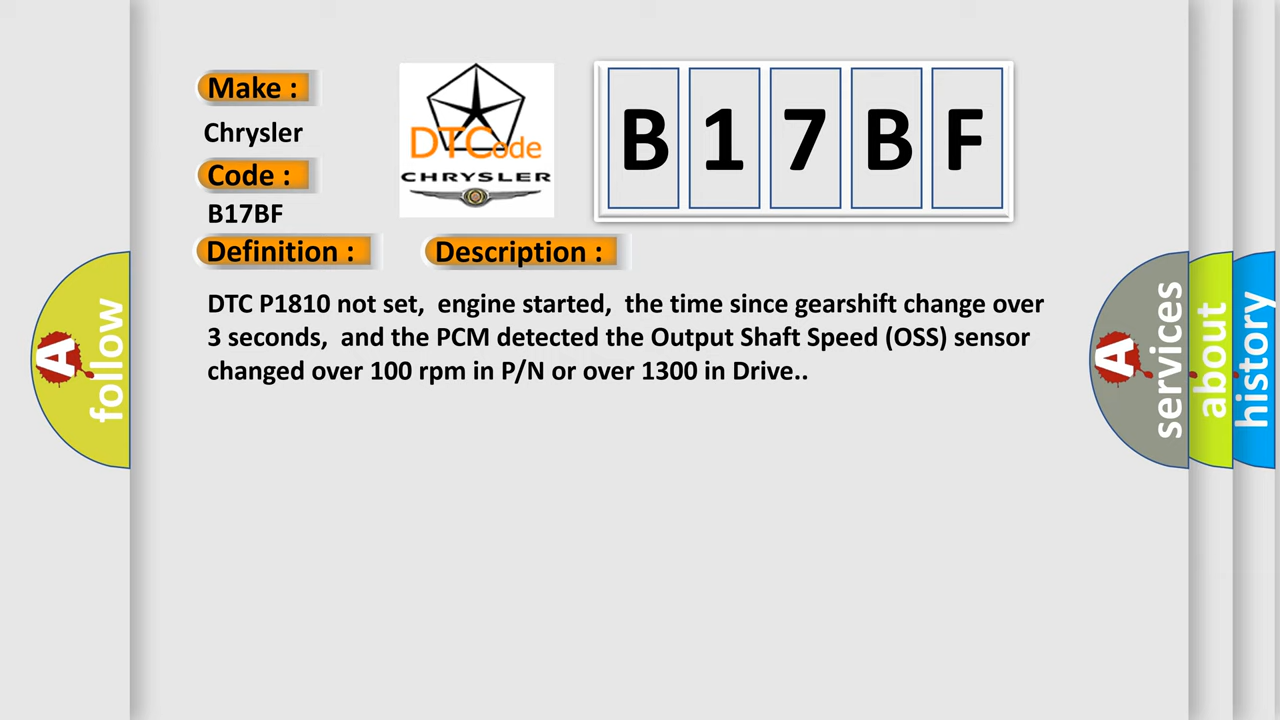 Make :
Chrysler
Code :
B17BF
Definition :
Description :
DTCode
CHRYSLER
B17BF
DTC P1810 not set, engine started, the time since gearshift change over
3 seconds, and the PCM detected the Output Shaft Speed (OSS) sensor
changed over 100 rpm in P/N or over 1300 in Drive..
A follow
A services
about
history